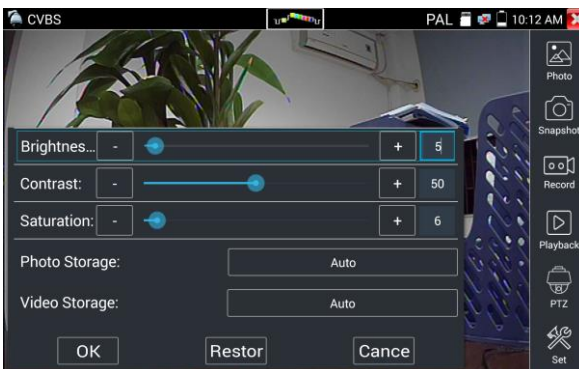 CVBS PAL 10:12 AM
Photo
Snapshot
Brightnes... - + 5
Record
Contrast: - + 50
Saturation: - + 6
Playback
Photo Storage: Auto
PTZ
Video Storage: Auto
OK Restor Cance
Set